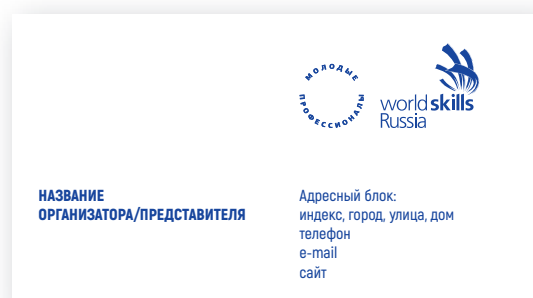 МОЛОДЫЕ
ПРОФЕССИОНАЛЫ
worldskills
Russia
НАЗВАНИЕ
ОРГАНИЗАТОРА/ПРЕДСТАВИТЕЛЯ
Адресный блок:
индекс, город, улица, дом
телефон
e-mail
сайт